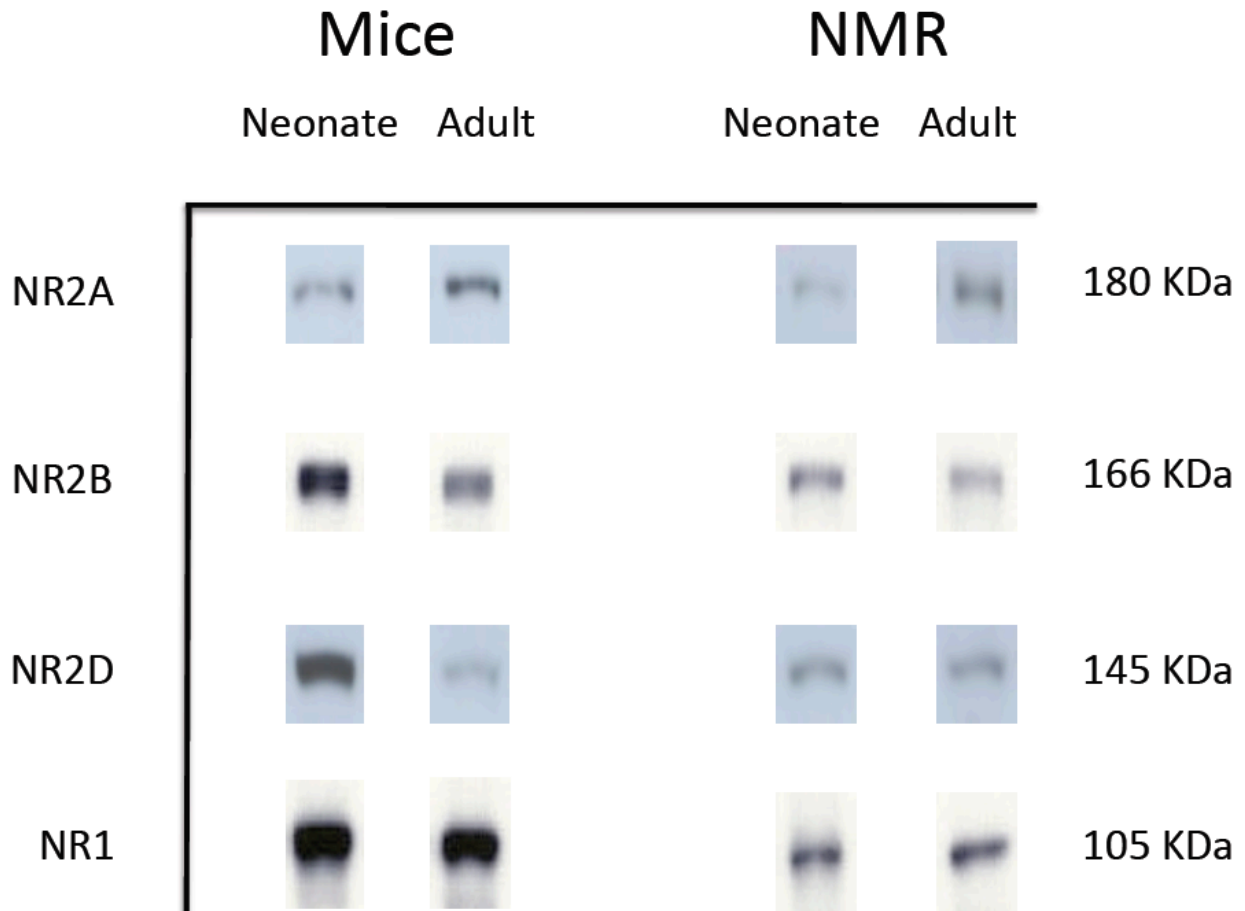 Mice NMR
Neonate Adult Neonate Adult
NR2A 180 KDa
NR2B 166 KDa
NR2D 145 KDa
NR1 105 KDa